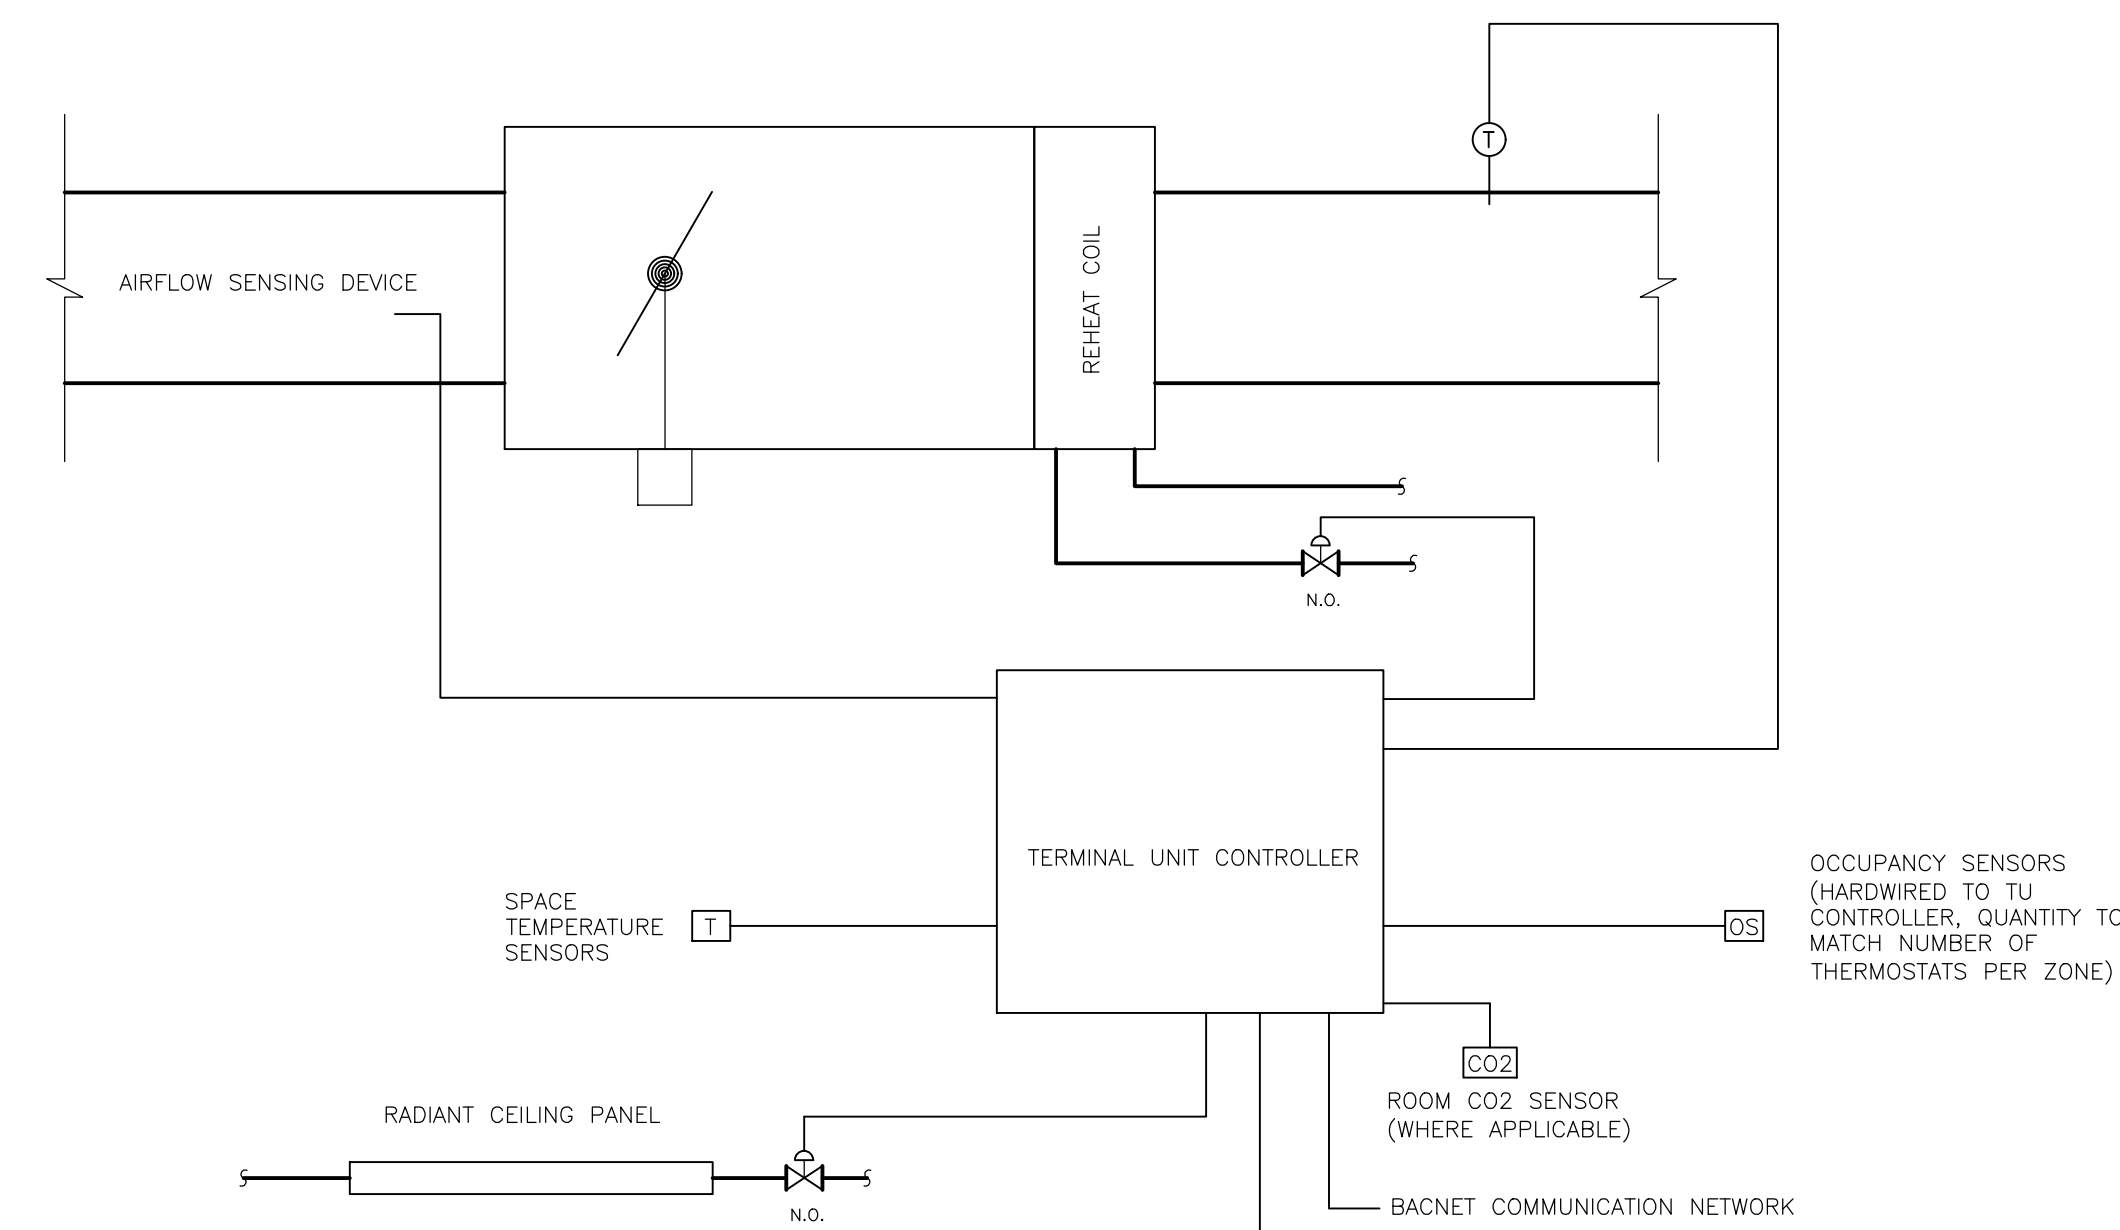 T
AIRFLOW SENSING DEVICE
REHEAT COIL
N.O.
TERMINAL UNIT CONTROLLER
SPACE
TEMPERATURE
SENSORS
T
OS
OCCUPANCY SENSORS
(HARDWIRED TO TU
CONTROLLER, QUANTITY TO
MATCH NUMBER OF
THERMOSTATS PER ZONE)
CO2
ROOM CO2 SENSOR
(WHERE APPLICABLE)
RADIANT CEILING PANEL
N.O.
BACNET COMMUNICATION NETWORK